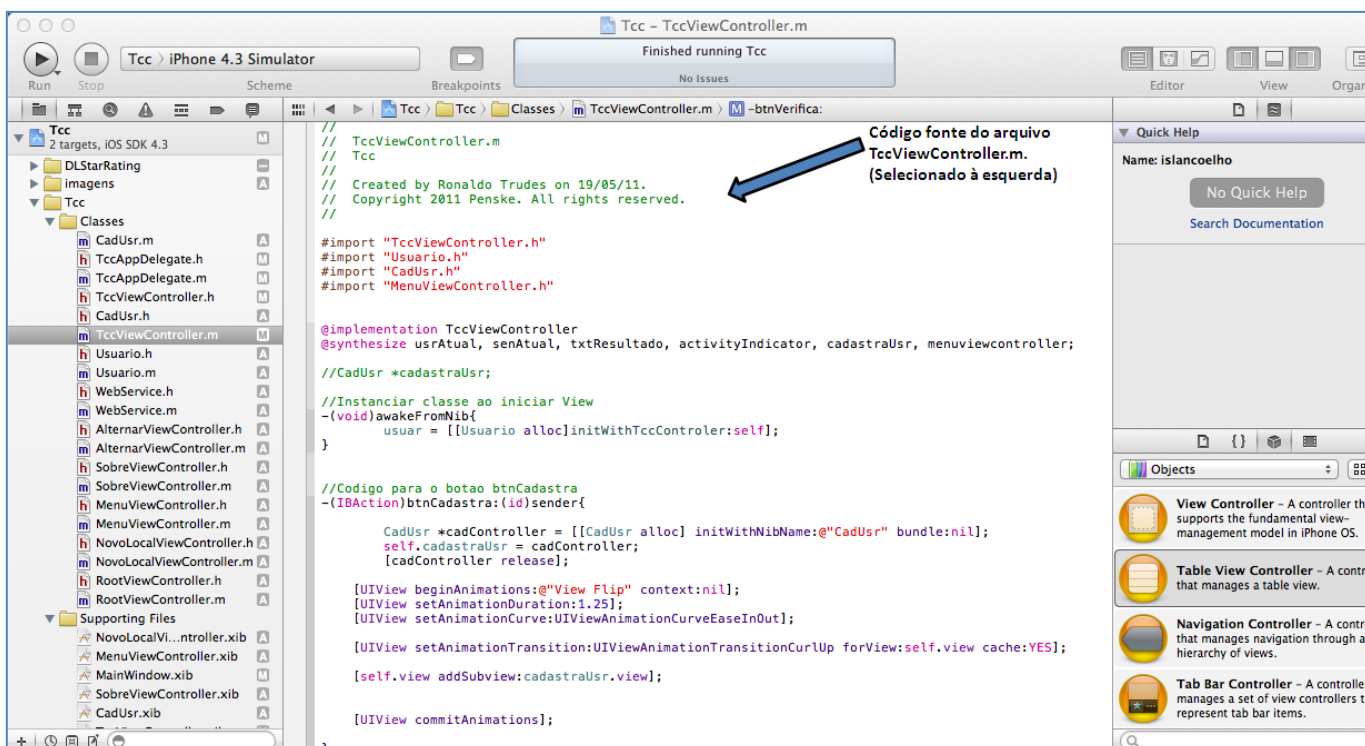 Tcc – TccViewController.m
Tcc 〉 iPhone 4.3 Simulator
Finished running Tcc
No Issues
Run
Stop
Scheme
Breakpoints
Editor
View
Organ
Tcc 〉 Tcc 〉 Classes 〉 TccViewController.m 〉 M -btnVerifica:
Tcc
2 targets, iOS SDK 4.3
M
DLStarRating
imagens
A
Tcc
Classes
m CadUsr.m A
h TccAppDelegate.h M
m TccAppDelegate.m M
h TccViewController.h M
h CadUsr.h A
m TccViewController.m M
h Usuario.h A
m Usuario.m A
h WebService.h A
m WebService.m A
h AlternarViewController.h A
m AlternarViewController.m A
h SobreViewController.h A
m SobreViewController.m A
h MenuViewController.h A
m MenuViewController.m A
h NovoLocalViewController.h A
m NovoLocalViewController.m A
h RootViewController.h A
m RootViewController.m A
Supporting Files
NovoLocalVi...ntroller.xib A
MenuViewController.xib A
MainWindow.xib M
SobreViewController.xib A
CadUsr.xib A
//
// TccViewController.m
// Tcc
//
// Created by Ronaldo Trudes on 19/05/11.
// Copyright 2011 Penske. All rights reserved.
//
#import "TccViewController.h"
#import "Usuario.h"
#import "CadUsr.h"
#import "MenuViewController.h"
@implementation TccViewController
@synthesize usrAtual, senAtual, txtResultado, activityIndicator, cadastraUsr, menuviewcontroller;
//CadUsr *cadastraUsr;
//Instanciar classe ao iniciar View
-(void)awakeFromNib{
usuar = [[Usuario alloc]initWithTccControler:self];
}
//Codigo para o botao btnCadastra
-(IBAction)btnCadastra:(id)sender{
CadUsr *cadController = [[CadUsr alloc] initWithNibName:@"CadUsr" bundle:nil];
self.cadastraUsr = cadController;
[cadController release];
[UIView beginAnimations:@"View Flip" context:nil];
[UIView setAnimationDuration:1.25];
[UIView setAnimationCurve:UIViewAnimationCurveEaseInOut];
[UIView setAnimationTransition:UIViewAnimationTransitionCurlUp forView:self.view cache:YES];
[self.view addSubview:cadastraUsr.view];
[UIView commitAnimations];
Código fonte do arquivo
TccViewController.m.
(Selecionado à esquerda)
Quick Help
Name: islancoelho
No Quick Help
Search Documentation
{}
Objects
View Controller – A controller th
supports the fundamental view–
management model in iPhone OS.
Table View Controller – A contr
that manages a table view.
Navigation Controller – A contr
that manages navigation through a
hierarchy of views.
Tab Bar Controller – A controlle
manages a set of view controllers t
represent tab bar items.